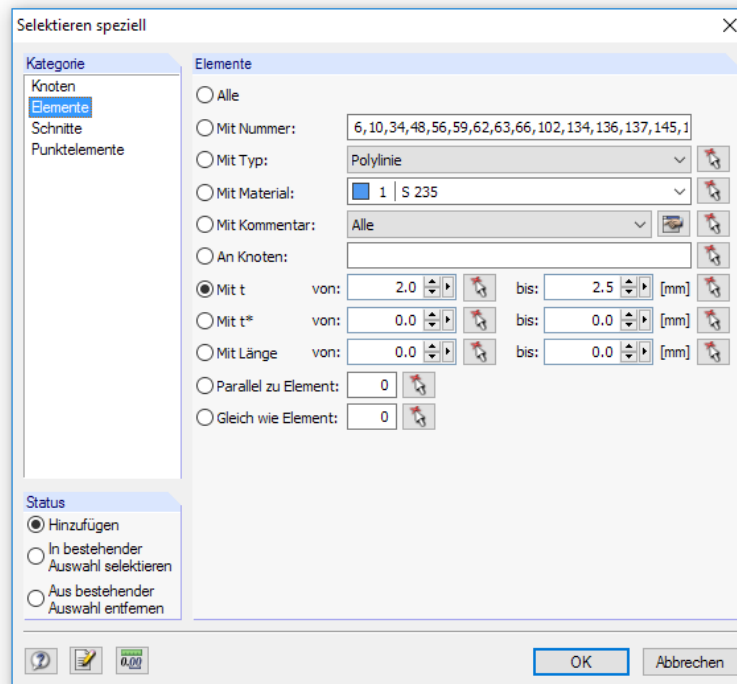 Selektieren speziell
Kategorie
Knoten
Elemente
Schnitte
Punktelemente
Elemente
Alle
Mit Nummer: 6,10,34,48,56,59,62,63,66,102,134,136,137,145,1
Mit Typ: Polylinie
Mit Material: 1 | S 235
Mit Kommentar: Alle
An Knoten:
Mit t von: 2.0 bis: 2.5 [mm]
Mit t* von: 0.0 bis: 0.0 [mm]
Mit Länge von: 0.0 bis: 0.0 [mm]
Parallel zu Element: 0
Gleich wie Element: 0
Status
Hinzufügen
In bestehender
Auswahl selektieren
Aus bestehender
Auswahl entfernen
0.00
OK Abbrechen